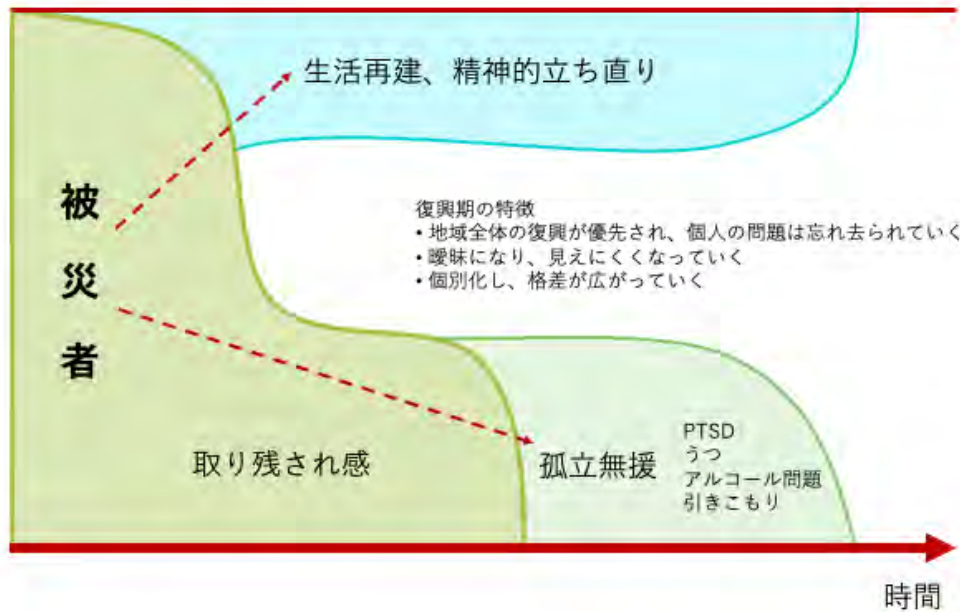 生活再建、精神的立ち直り
被災者
復興期の特徴
• 地域全体の復興が優先され、個人の問題は忘れ去られていく
• 曖昧になり、見えにくくなっていく
• 個別化し、格差が広がっていく
取り残され感
孤立無援
PTSD
うつ
アルコール問題
引きこもり
時間